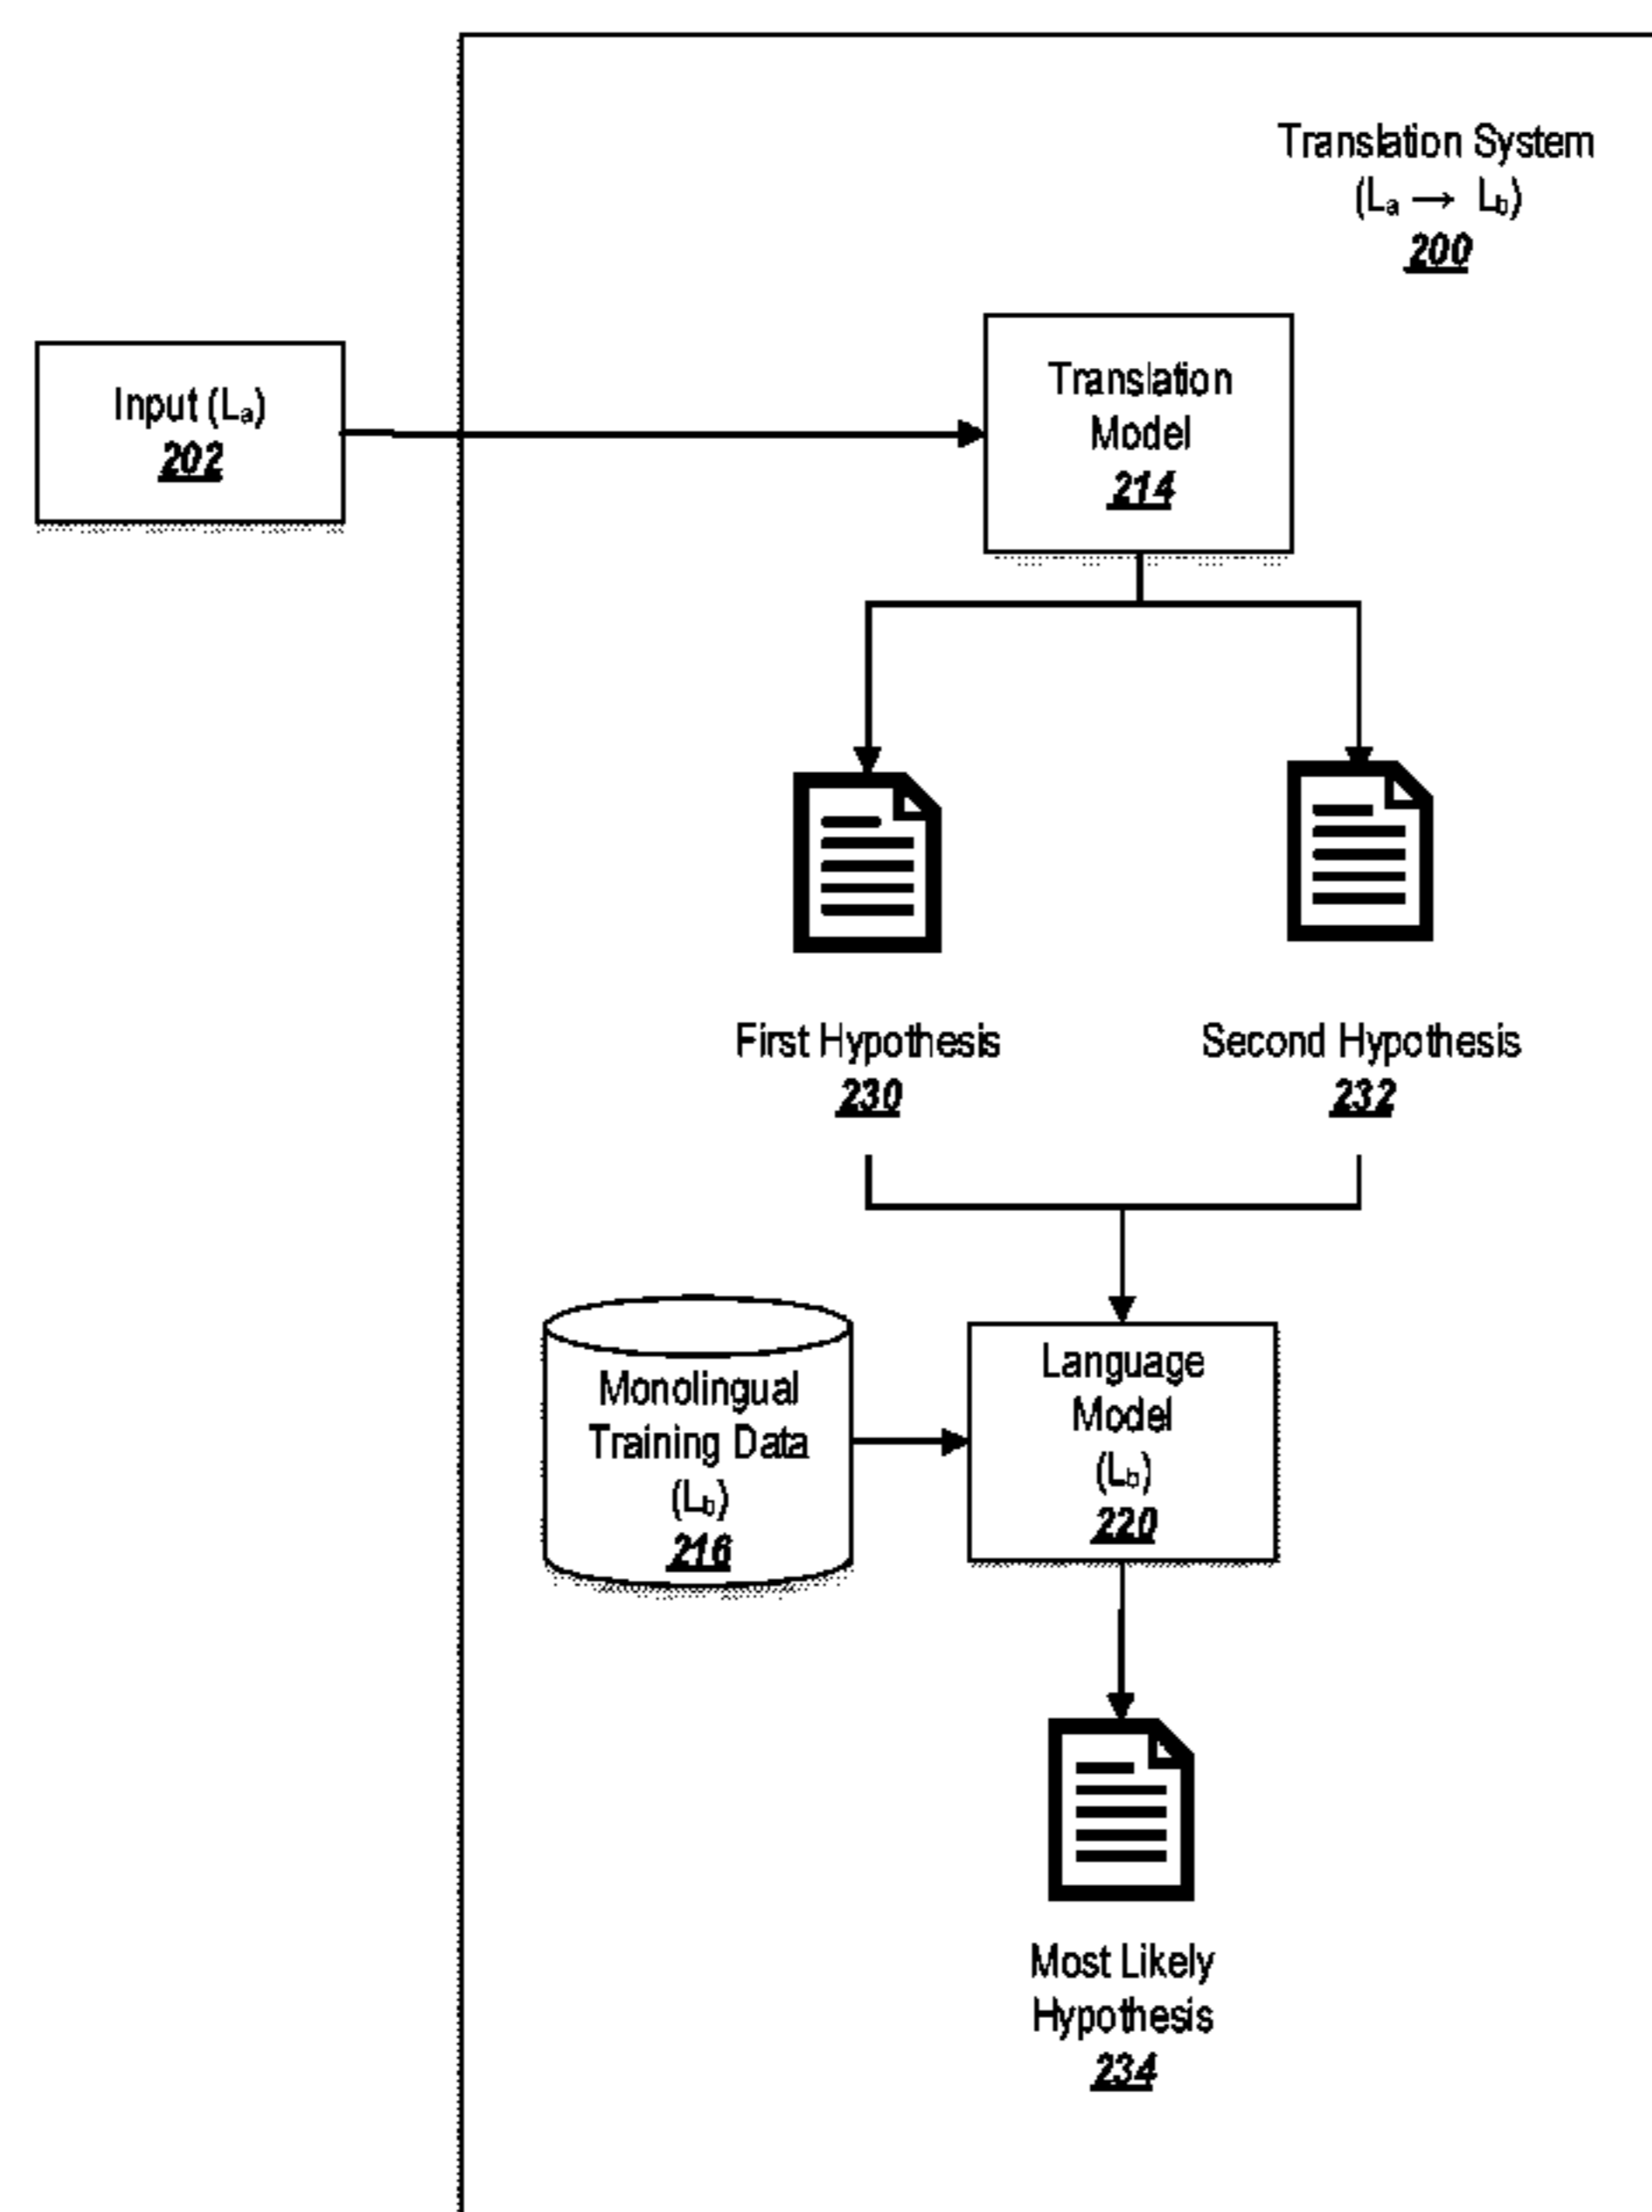 Translation System
(Lₐ → L_b)
200
Input (Lₐ)
202
Translation
Model
214
First Hypothesis
230
Second Hypothesis
232
Monolingual
Training Data
(L_b)
216
Language
Model
(L_b)
220
Most Likely
Hypothesis
234